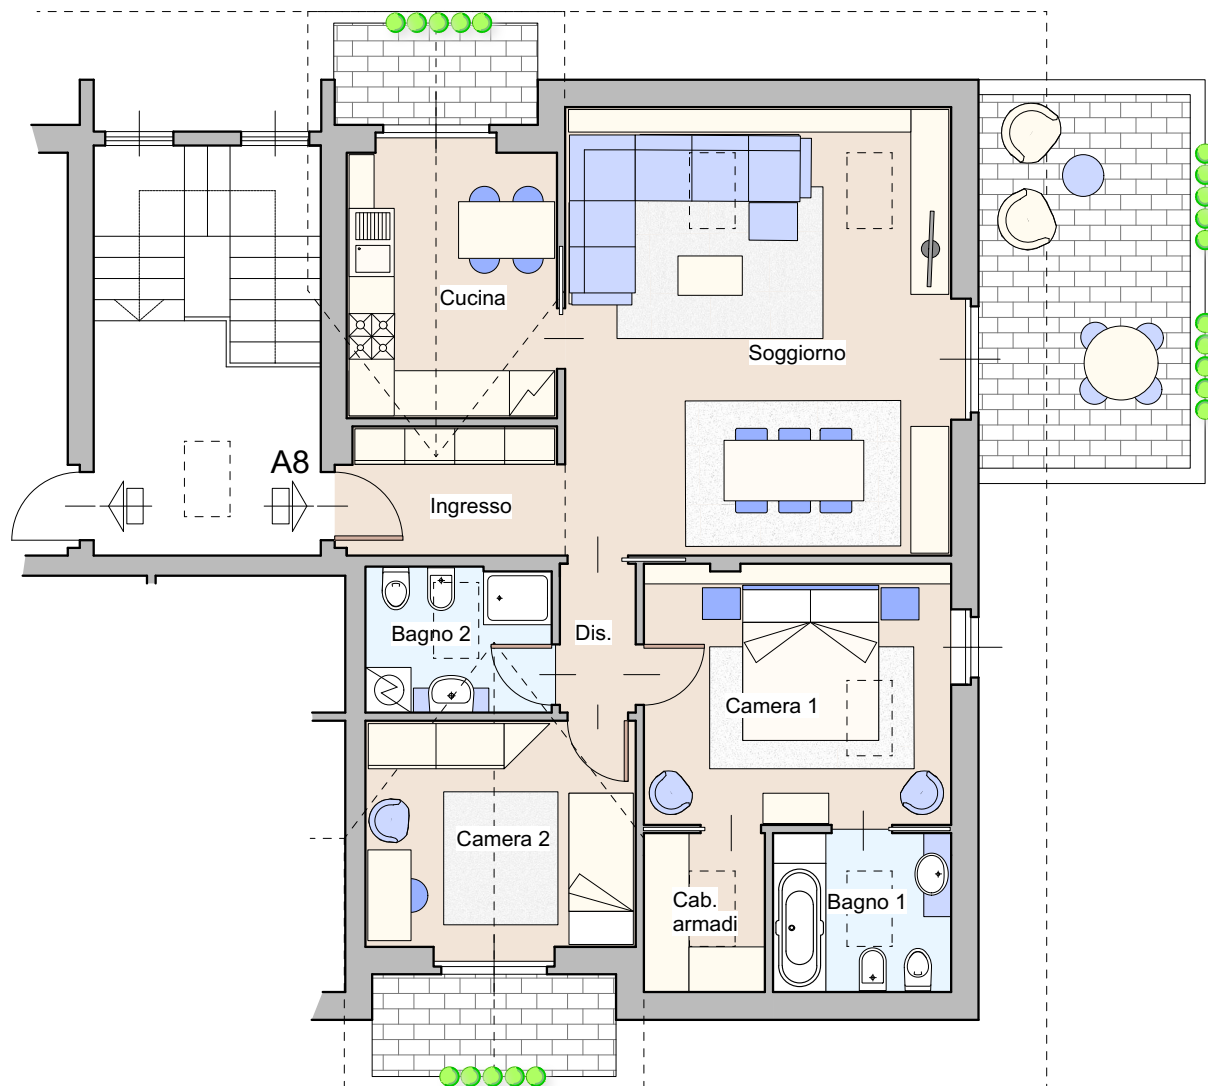 Cucina
Soggiorno
A8
Ingresso
Bagno 2
Dis.
Camera 1
Camera 2
Cab.
armadi
Bagno 1